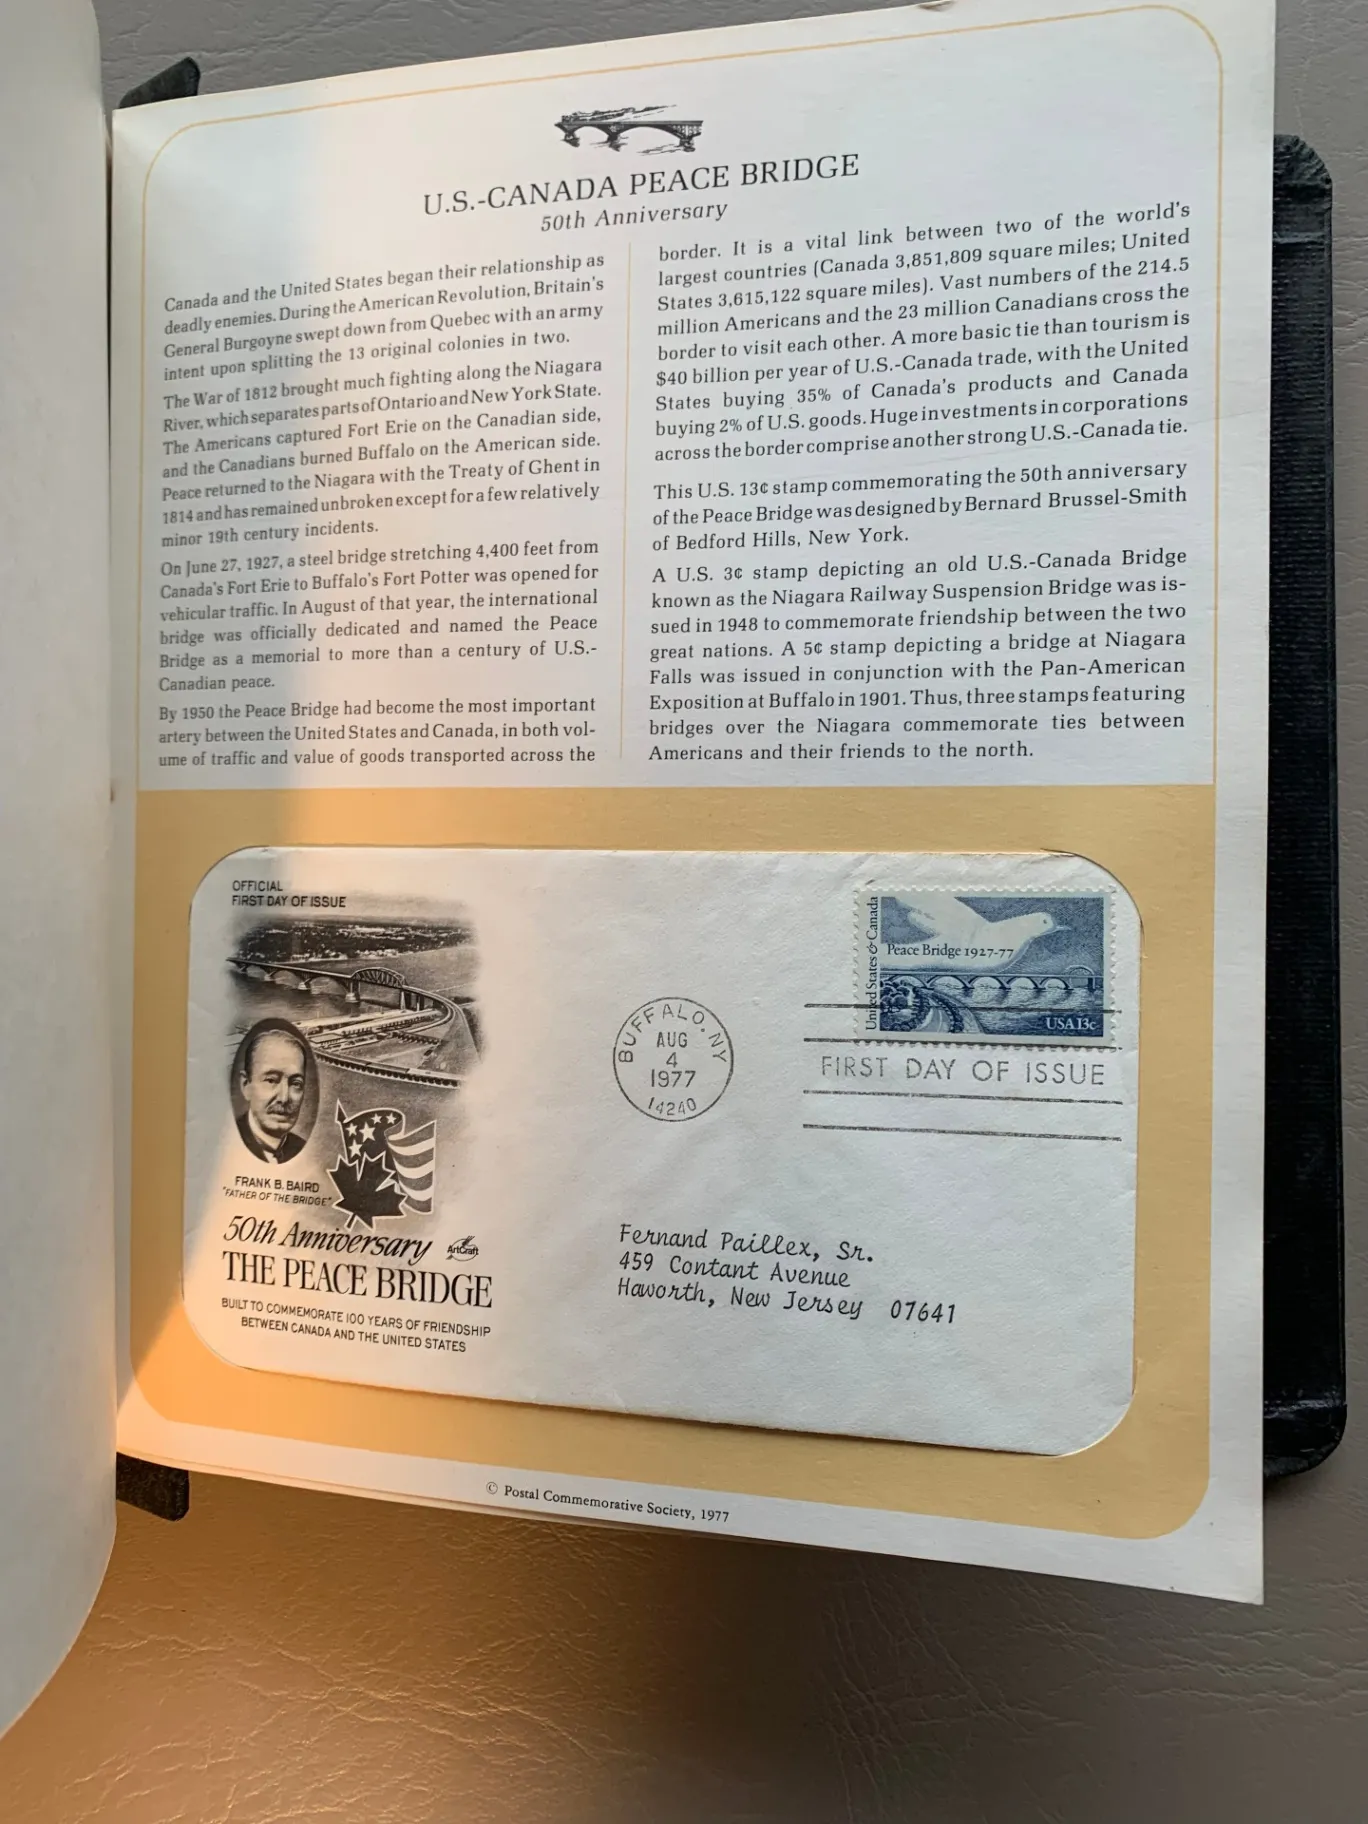 U.S.-CANADA PEACE BRIDGE
50th Anniversary
Canada and the United States began their relationship as
deadly enemies. During the American Revolution, Britain's
General Burgoyne swept down from Quebec with an army
intent upon splitting the 13 original colonies in two.
The War of 1812 brought much fighting along the Niagara
River, which separates parts of Ontario and New York State.
The Americans captured Fort Erie on the Canadian side,
and the Canadians burned Buffalo on the American side.
Peace returned to the Niagara with the Treaty of Ghent in
1814 and has remained unbroken except for a few relatively
minor 19th century incidents.
On June 27, 1927, a steel bridge stretching 4,400 feet from
Canada's Fort Erie to Buffalo's Fort Potter was opened for
vehicular traffic. In August of that year, the international
bridge was officially dedicated and named the Peace
Bridge as a memorial to more than a century of U.S.-
Canadian peace.
By 1950 the Peace Bridge had become the most important
artery between the United States and Canada, in both vol-
ume of traffic and value of goods transported across the
border. It is a vital link between two of the world's
largest countries (Canada 3,851,809 square miles; United
States 3,615,122 square miles). Vast numbers of the 214.5
million Americans and the 23 million Canadians cross the
border to visit each other. A more basic tie than tourism is
$40 billion per year of U.S.-Canada trade, with the United
States buying 35% of Canada's products and Canada
buying 2% of U.S. goods. Huge investments in corporations
across the border comprise another strong U.S.-Canada tie.
This U.S. 13¢ stamp commemorating the 50th anniversary
of the Peace Bridge was designed by Bernard Brussel-Smith
of Bedford Hills, New York.
A U.S. 3¢ stamp depicting an old U.S.-Canada Bridge
known as the Niagara Railway Suspension Bridge was is-
sued in 1948 to commemorate friendship between the two
great nations. A 5¢ stamp depicting a bridge at Niagara
Falls was issued in conjunction with the Pan-American
Exposition at Buffalo in 1901. Thus, three stamps featuring
bridges over the Niagara commemorate ties between
Americans and their friends to the north.
OFFICIAL
FIRST DAY OF ISSUE
FRANK B. BAIRD
"FATHER OF THE BRIDGE"
50th Anniversary
ArtCraft
THE PEACE BRIDGE
BUILT TO COMMEMORATE 100 YEARS OF FRIENDSHIP
BETWEEN CANADA AND THE UNITED STATES
BUFFALO, NY
AUG
4
1977
14240
United States & Canada
Peace Bridge 1927-77
USA 13c
FIRST DAY OF ISSUE
Fernand Paillex, Sr.
459 Contant Avenue
Haworth, New Jersey 07641
© Postal Commemorative Society, 1977